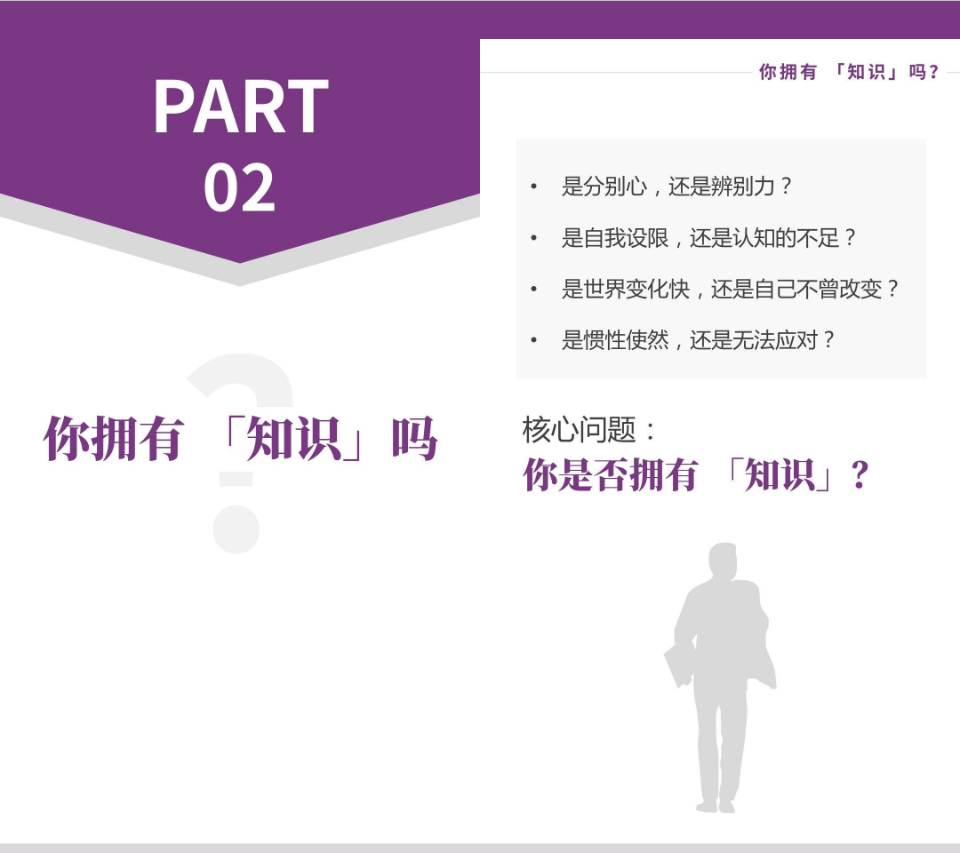 PART
02
你拥有 「知识」吗
你拥有 「知识」吗?
• 是分别心，还是辨别力？
• 是自我设限，还是认知的不足？
• 是世界变化快，还是自己不曾改变？
• 是惯性使然，还是无法应对？
核心问题：
你是否拥有 「知识」?